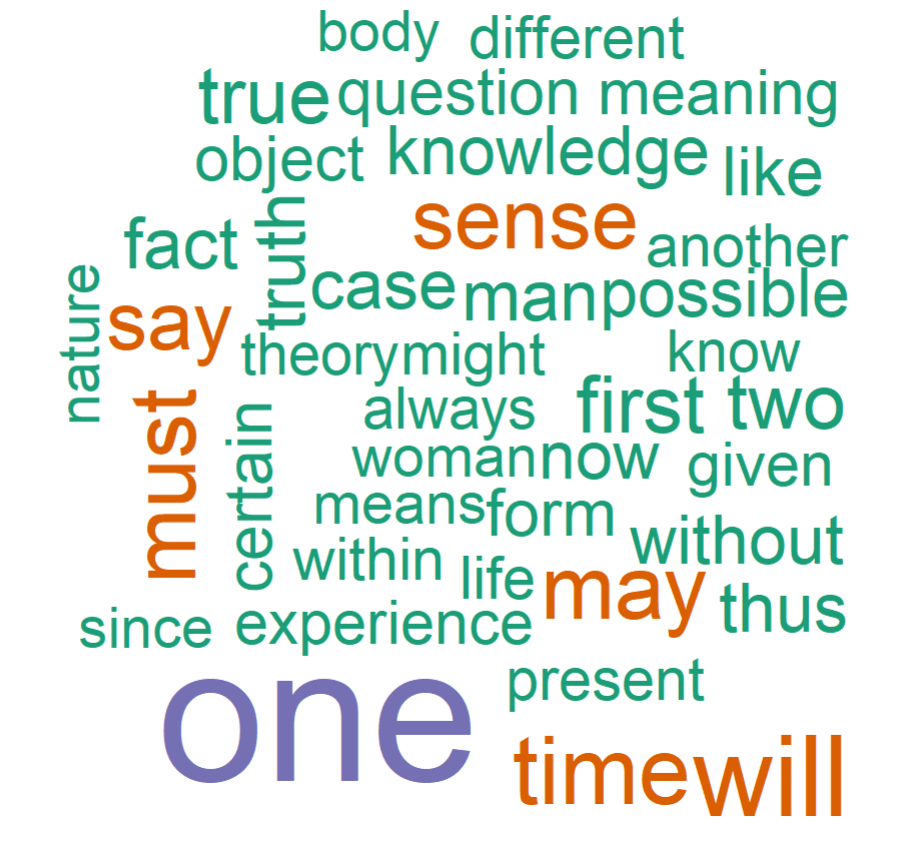 body different
true question meaning
object knowledge like
sense
fact truth another
nature say case man possible
theory might know
must certain always first two
woman now given
means form
within life may without
since experience thus
one present
time will